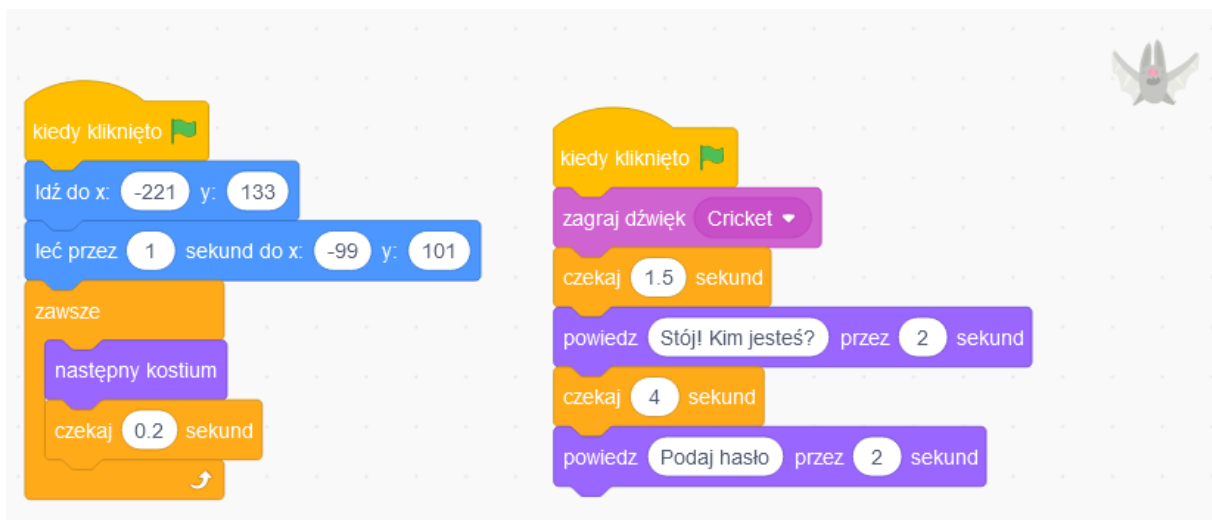 kiedy kliknięto
Idź do x: -221 y: 133
leć przez 1 sekund do x: -99 y: 101
zawsze
następny kostium
czekaj 0.2 sekund
kiedy kliknięto
zagraj dźwięk Cricket
czekaj 1.5 sekund
powiedz Stój! Kim jesteś? przez 2 sekund
czekaj 4 sekund
powiedz Podaj hasło przez 2 sekund